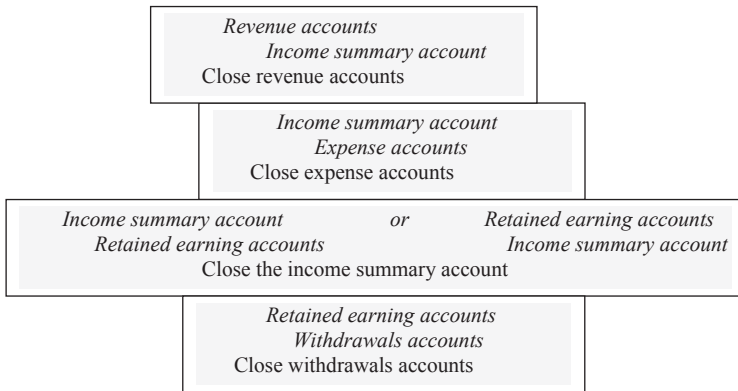 Revenue accounts
Income summary account
Close revenue accounts
Income summary account
Expense accounts
Close expense accounts
Income summary account or Retained earning accounts
Retained earning accounts Income summary account
Close the income summary account
Retained earning accounts
Withdrawals accounts
Close withdrawals accounts